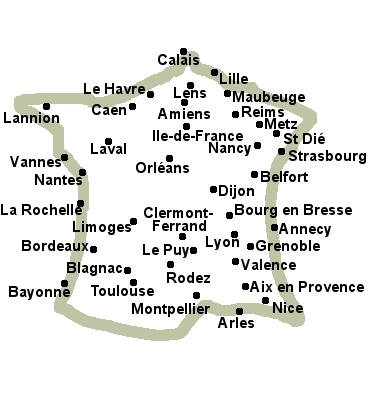 Calais
Lille
Le Havre
Lens
Maubeuge
Caen
Amiens
Reims
Lannion
Metz
Ile-de-France
St Dié
Laval
Nancy
Strasbourg
Vannes
Orléans
Nantes
Belfort
Dijon
La Rochelle
Clermont-
Ferrand
Bourg en Bresse
Limoges
Annecy
Lyon
Bordeaux
Le Puy
Grenoble
Blagnac
Valence
Rodez
Bayonne
Toulouse
Aix en Provence
Montpellier
Nice
Arles